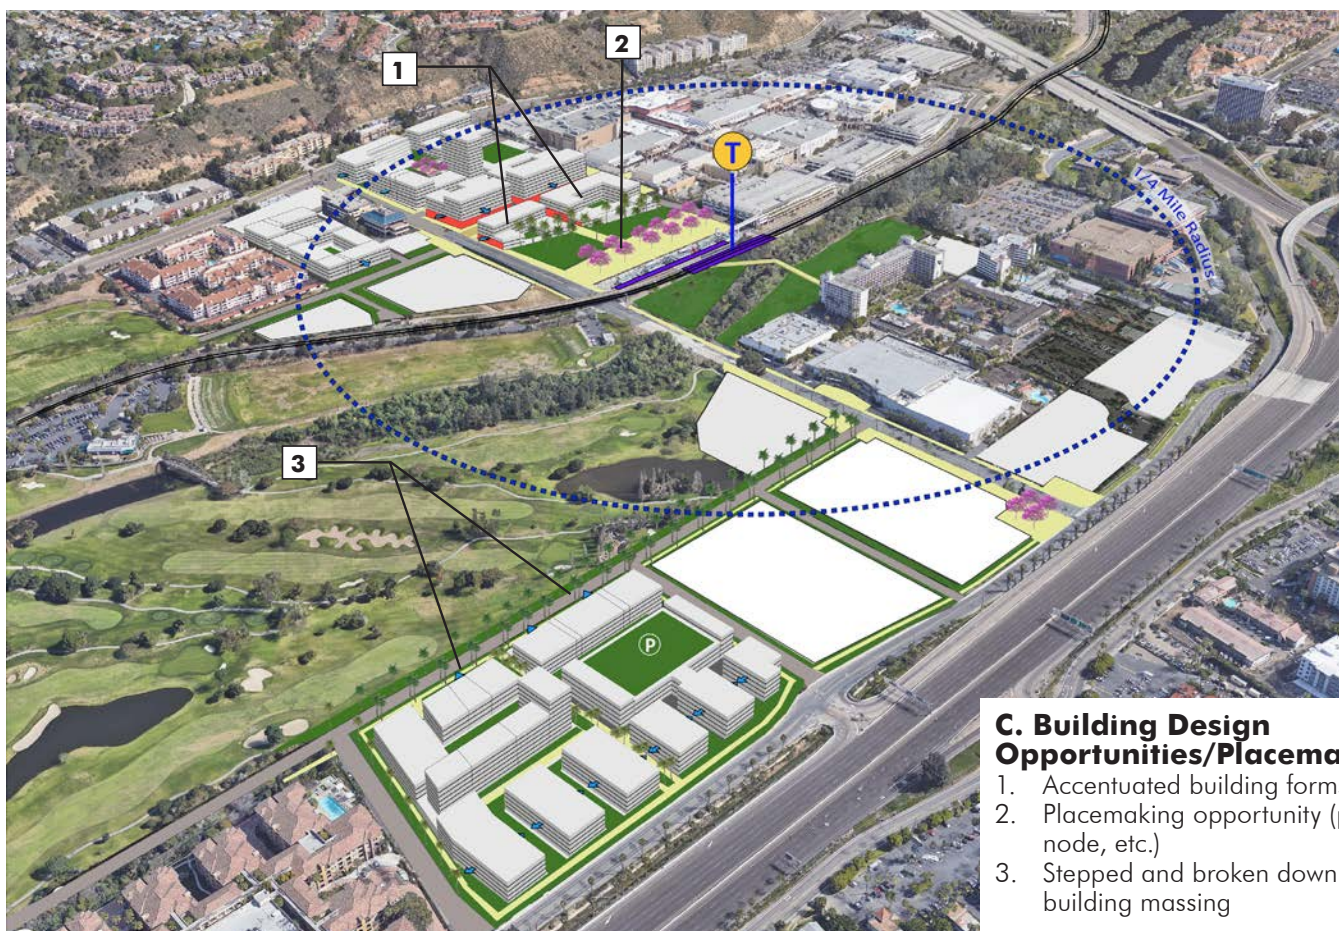 2
1
T
1/4 Mile Radius
3
P
C. Building Design
Opportunities/Placema
1. Accentuated building form
2. Placemaking opportunity (
node, etc.)
3. Stepped and broken down
building massing